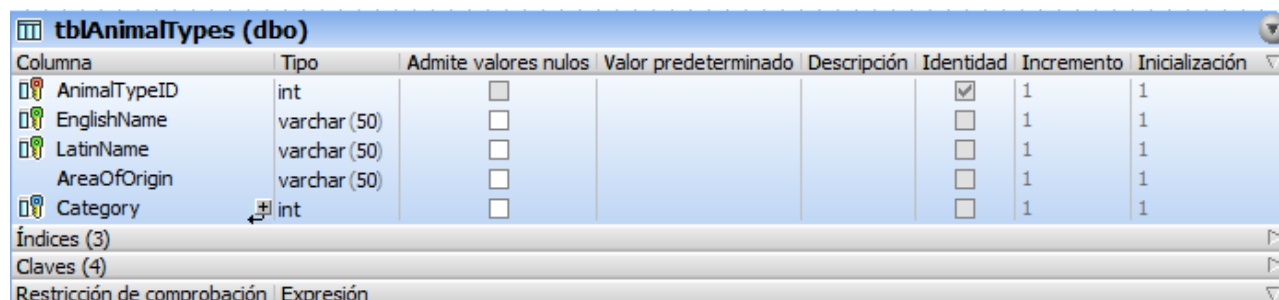 tblAnimalTypes (dbo)
Columna Tipo Admite valores nulos Valor predeterminado Descripción Identidad Incremento Inicialización
AnimalTypeID int 1 1
EnglishName varchar(50) 1 1
LatinName varchar(50) 1 1
AreaOfOrigin varchar(50) 1 1
Category int 1 1
Índices (3)
Claves (4)
Restricción de comprobación Expresión